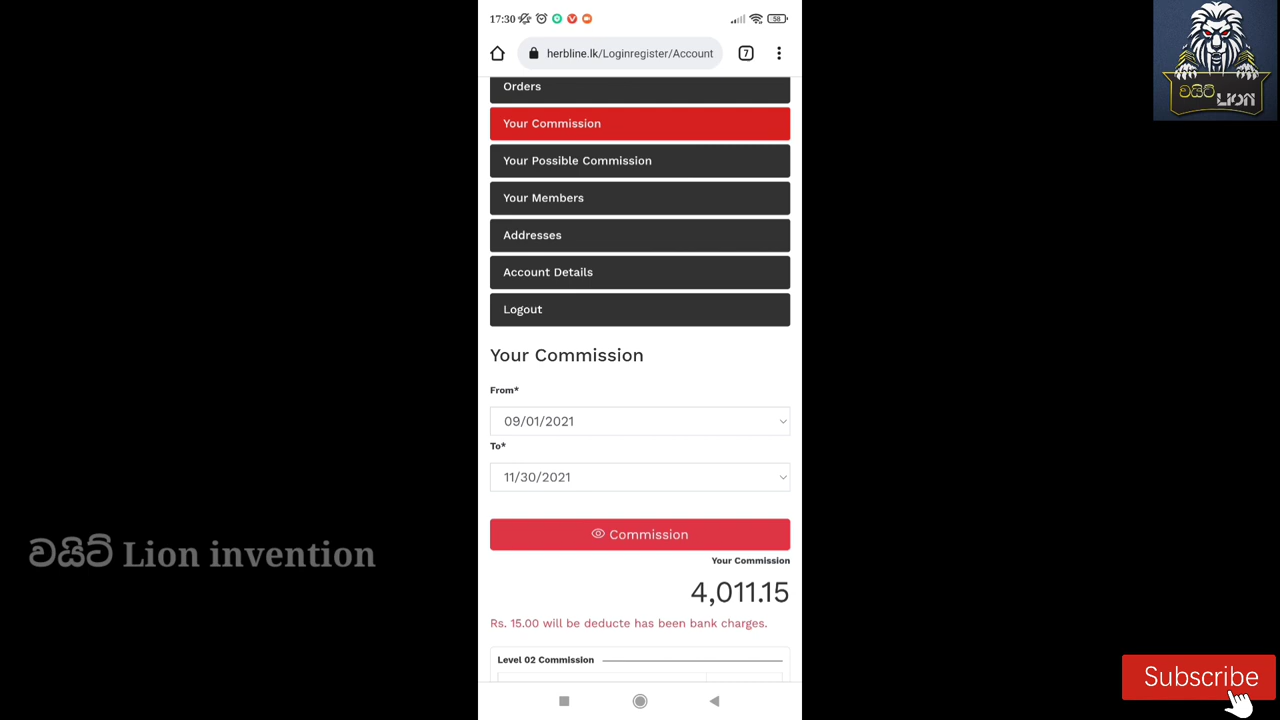 17:30
58
herbline.lk/Loginregister/Account
7
Orders
Your Commission
Your Possible Commission
Your Members
Addresses
Account Details
Logout
Your Commission
From*
09/01/2021
To*
11/30/2021
Commission
Your Commission
4,011.15
Rs. 15.00 will be deducte has been bank charges.
Level 02 Commission
වයිට් LION
වයිට් Lion invention
Subscribe